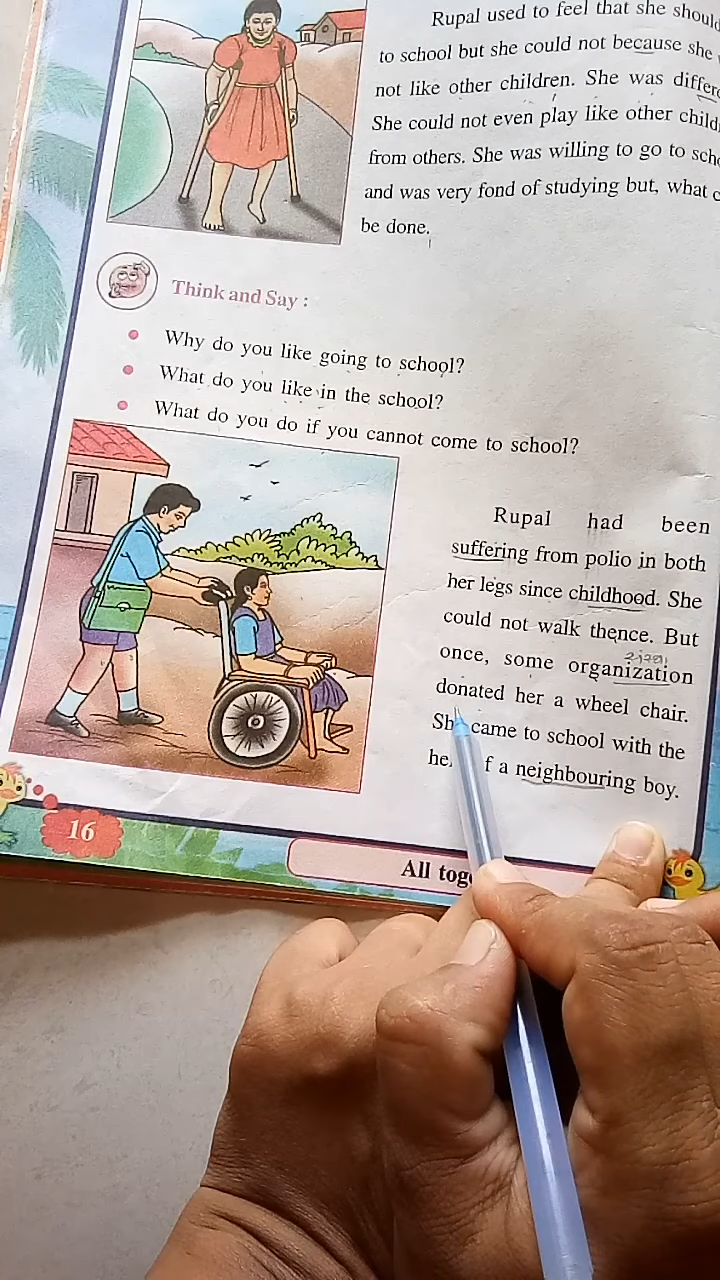 Rupal used to feel that she should
to school but she could not because she
not like other children. She was differ
She could not even play like other child
from others. She was willing to go to sch
and was very fond of studying but, what c
be done.
Think and Say :
Why do you like going to school?
What do you like in the school?
What do you do if you cannot come to school?
Rupal had been
suffering from polio in both
her legs since childhood. She
could not walk thence. But
once, some organization
donated her a wheel chair.
She came to school with the
f a neighbouring boy.
16
All tog